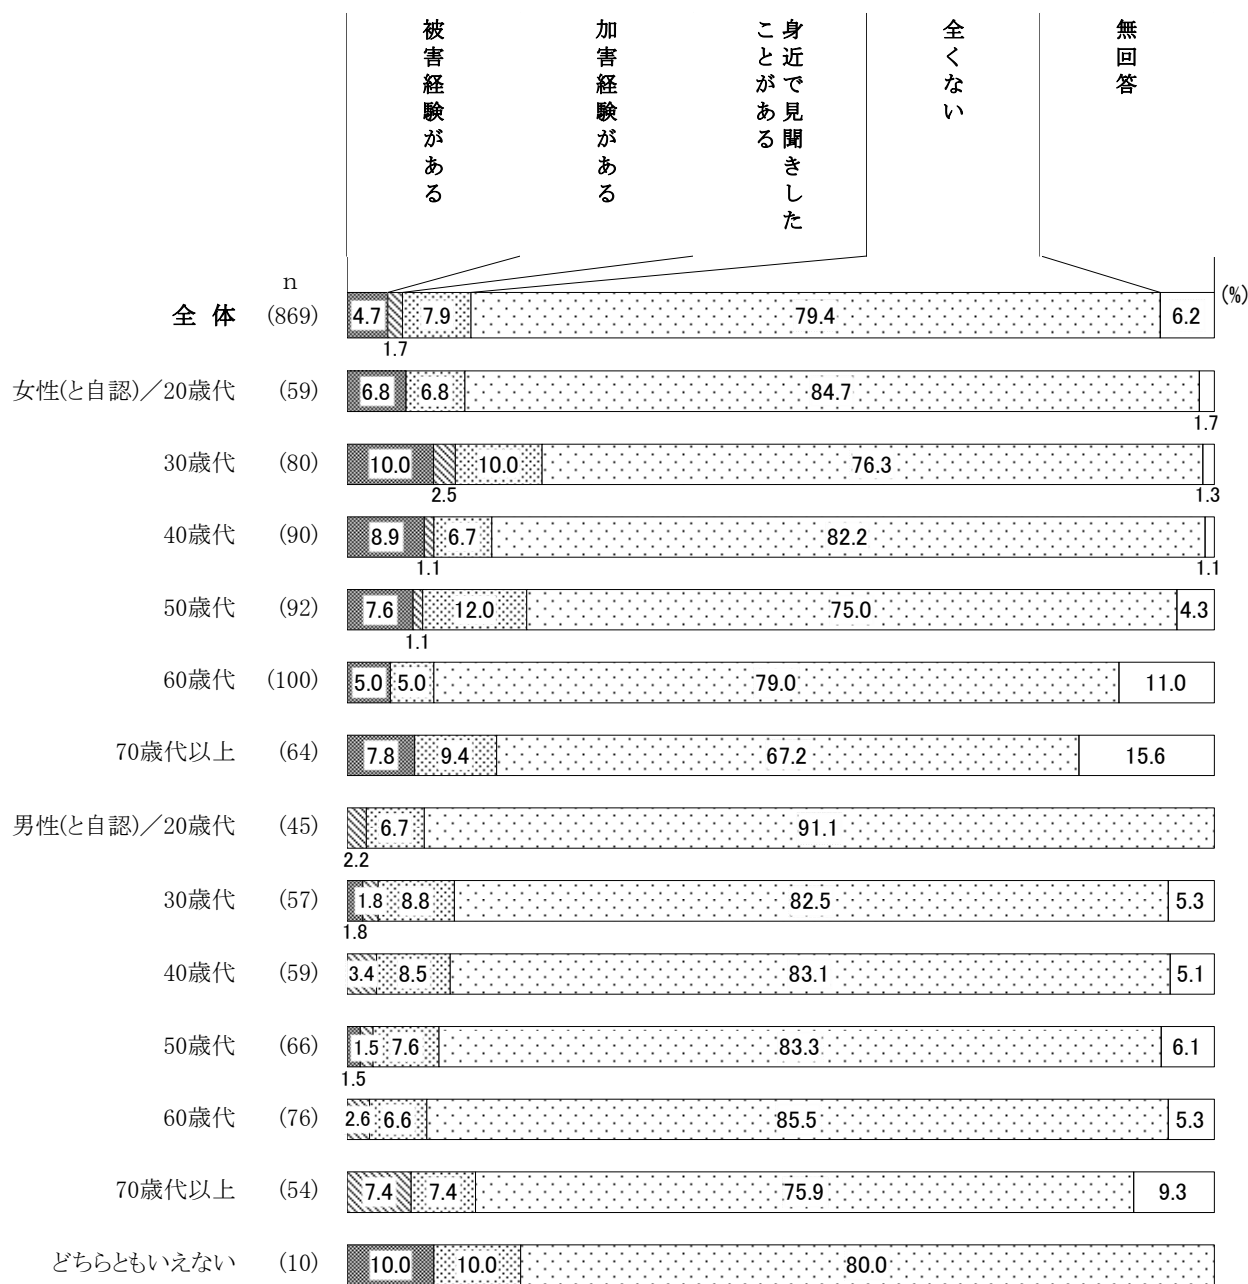 被害経験がある
加害経験がある
身近で見聞きした
ことがある
全くない
無回答
n
(%)
全 体 (869) 4.7 7.9 79.4 6.2
1.7
女性(と自認)／20歳代 (59) 6.8 6.8 84.7
1.7
30歳代 (80) 10.0 10.0 76.3
2.5 1.3
40歳代 (90) 8.9 6.7 82.2
1.1 1.1
50歳代 (92) 7.6 12.0 75.0 4.3
1.1
60歳代 (100) 5.0 5.0 79.0 11.0
70歳代以上 (64) 7.8 9.4 67.2 15.6
男性(と自認)／20歳代 (45) 6.7 91.1
2.2
30歳代 (57) 1.8 8.8 82.5 5.3
1.8
40歳代 (59) 3.4 8.5 83.1 5.1
50歳代 (66) 1.5 7.6 83.3 6.1
1.5
60歳代 (76) 2.6 6.6 85.5 5.3
70歳代以上 (54) 7.4 7.4 75.9 9.3
どちらともいえない (10) 10.0 10.0 80.0